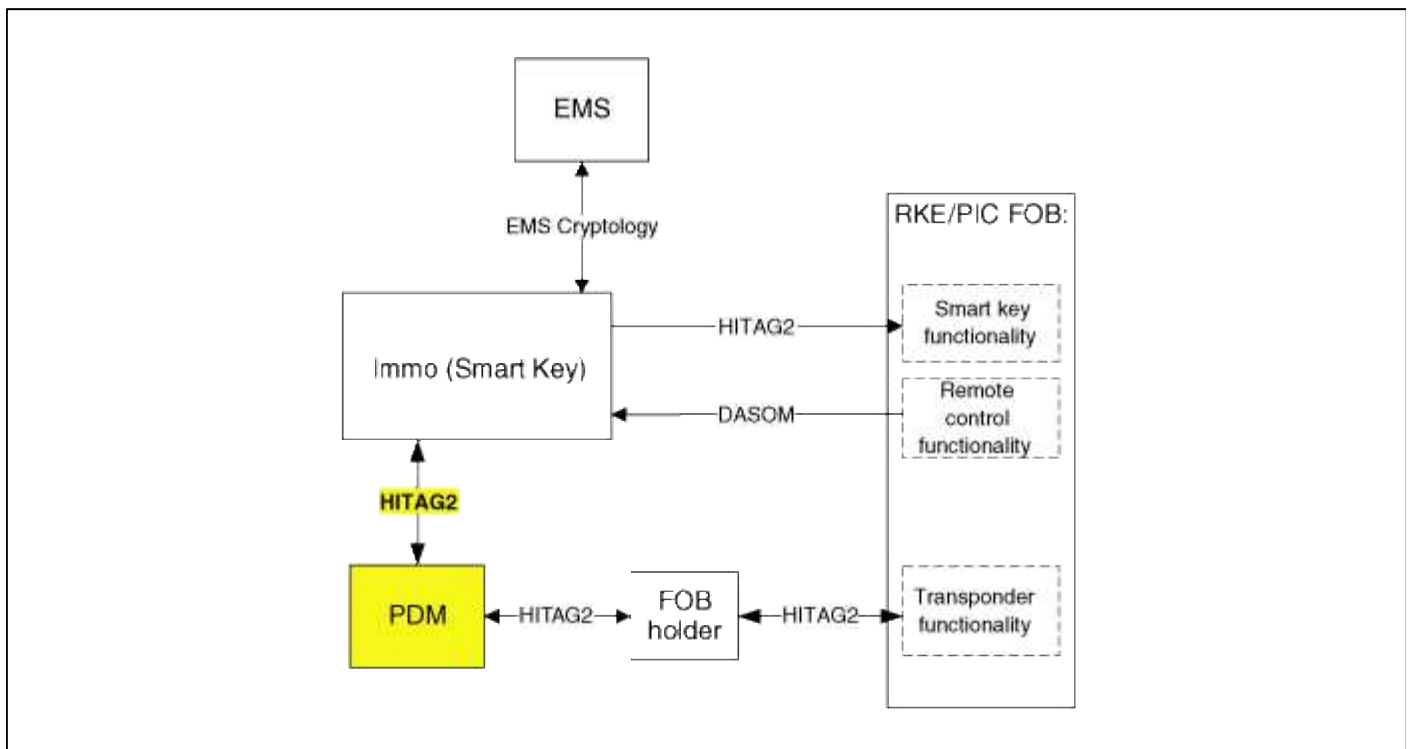 EMS
EMS Cryptology
RKE/PIC FOB:
Immo (Smart Key)
HITAG2
Smart key
functionality
DASOM
Remote
control
functionality
HITAG2
PDM
HITAG2
FOB
holder
HITAG2
Transponder
functionality